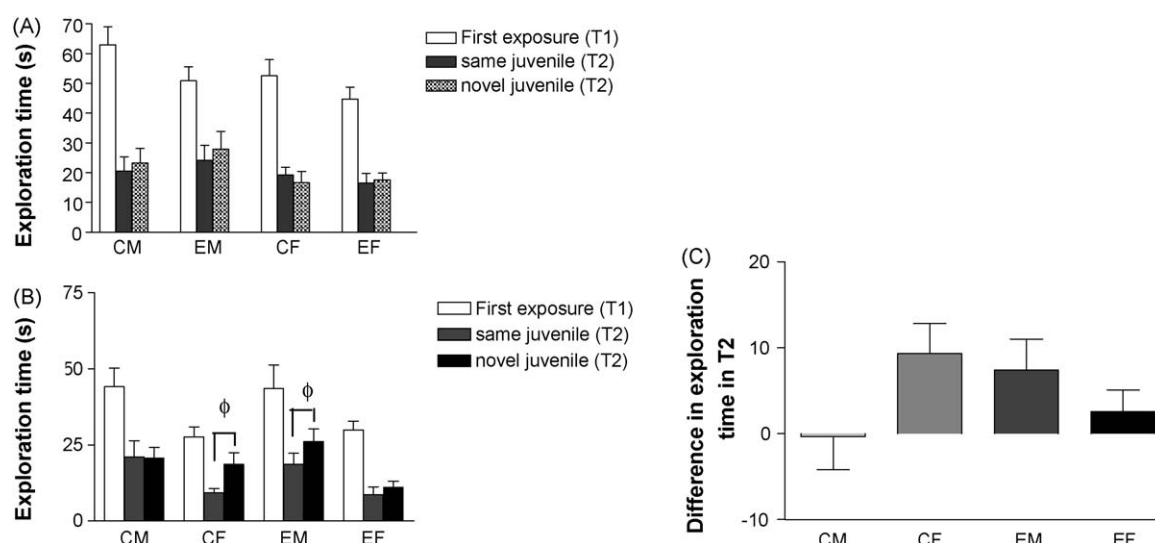 (A)
Exploration time (s)
70
60
50
40
30
20
10
0
CM EM CF EF
First exposure (T1)
same juvenile (T2)
novel juvenile (T2)
(B)
Exploration time (s)
75
50
25
0
ϕ ϕ
CM CF EM EF
First exposure (T1)
same juvenile (T2)
novel juvenile (T2)
(C)
Difference in exploration
time in T2
20
10
0
-10
CM CF EM EF